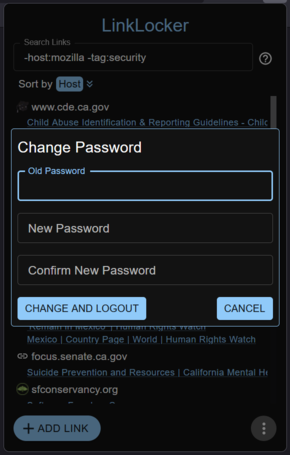 LinkLocker
Search Links
-host:mozilla -tag:security
Sort by Host
www.cde.ca.gov
Child Abuse Identification & Reporting Guidelines - Chilc
Change Password
Old Password
New Password
Confirm New Password
CHANGE AND LOGOUT CANCEL
Remain in Mexico | Human Rights Watch
Mexico | Country Page | World | Human Rights Watch
focus.senate.ca.gov
Suicide Prevention and Resources | California Mental He
sfconservancy.org
+ ADD LINK